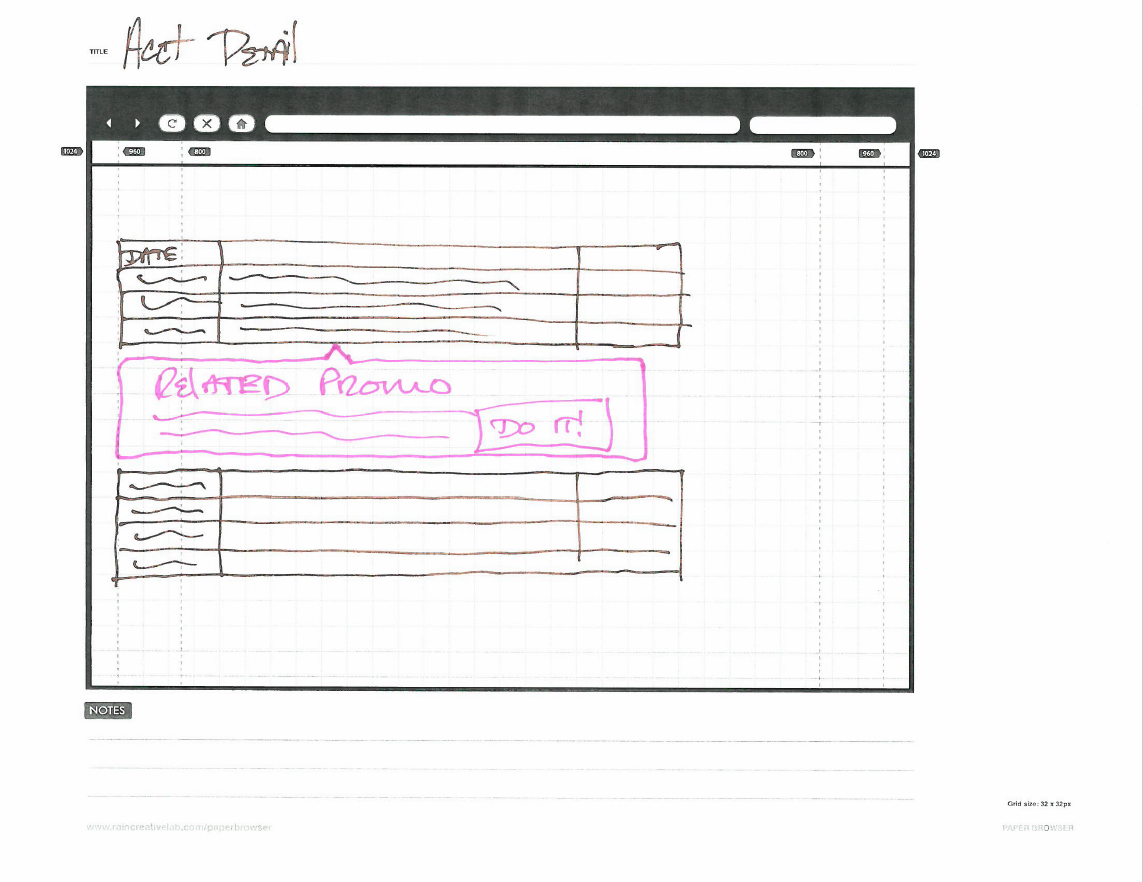 TITLE Acct Detail
1024 960 800 800 960 1024
DATE
RELATED PROMO
DO IT!
NOTES
Grid size: 32 x 32px
www.raincreativelab.com/paperbrowser PAPER BROWSER